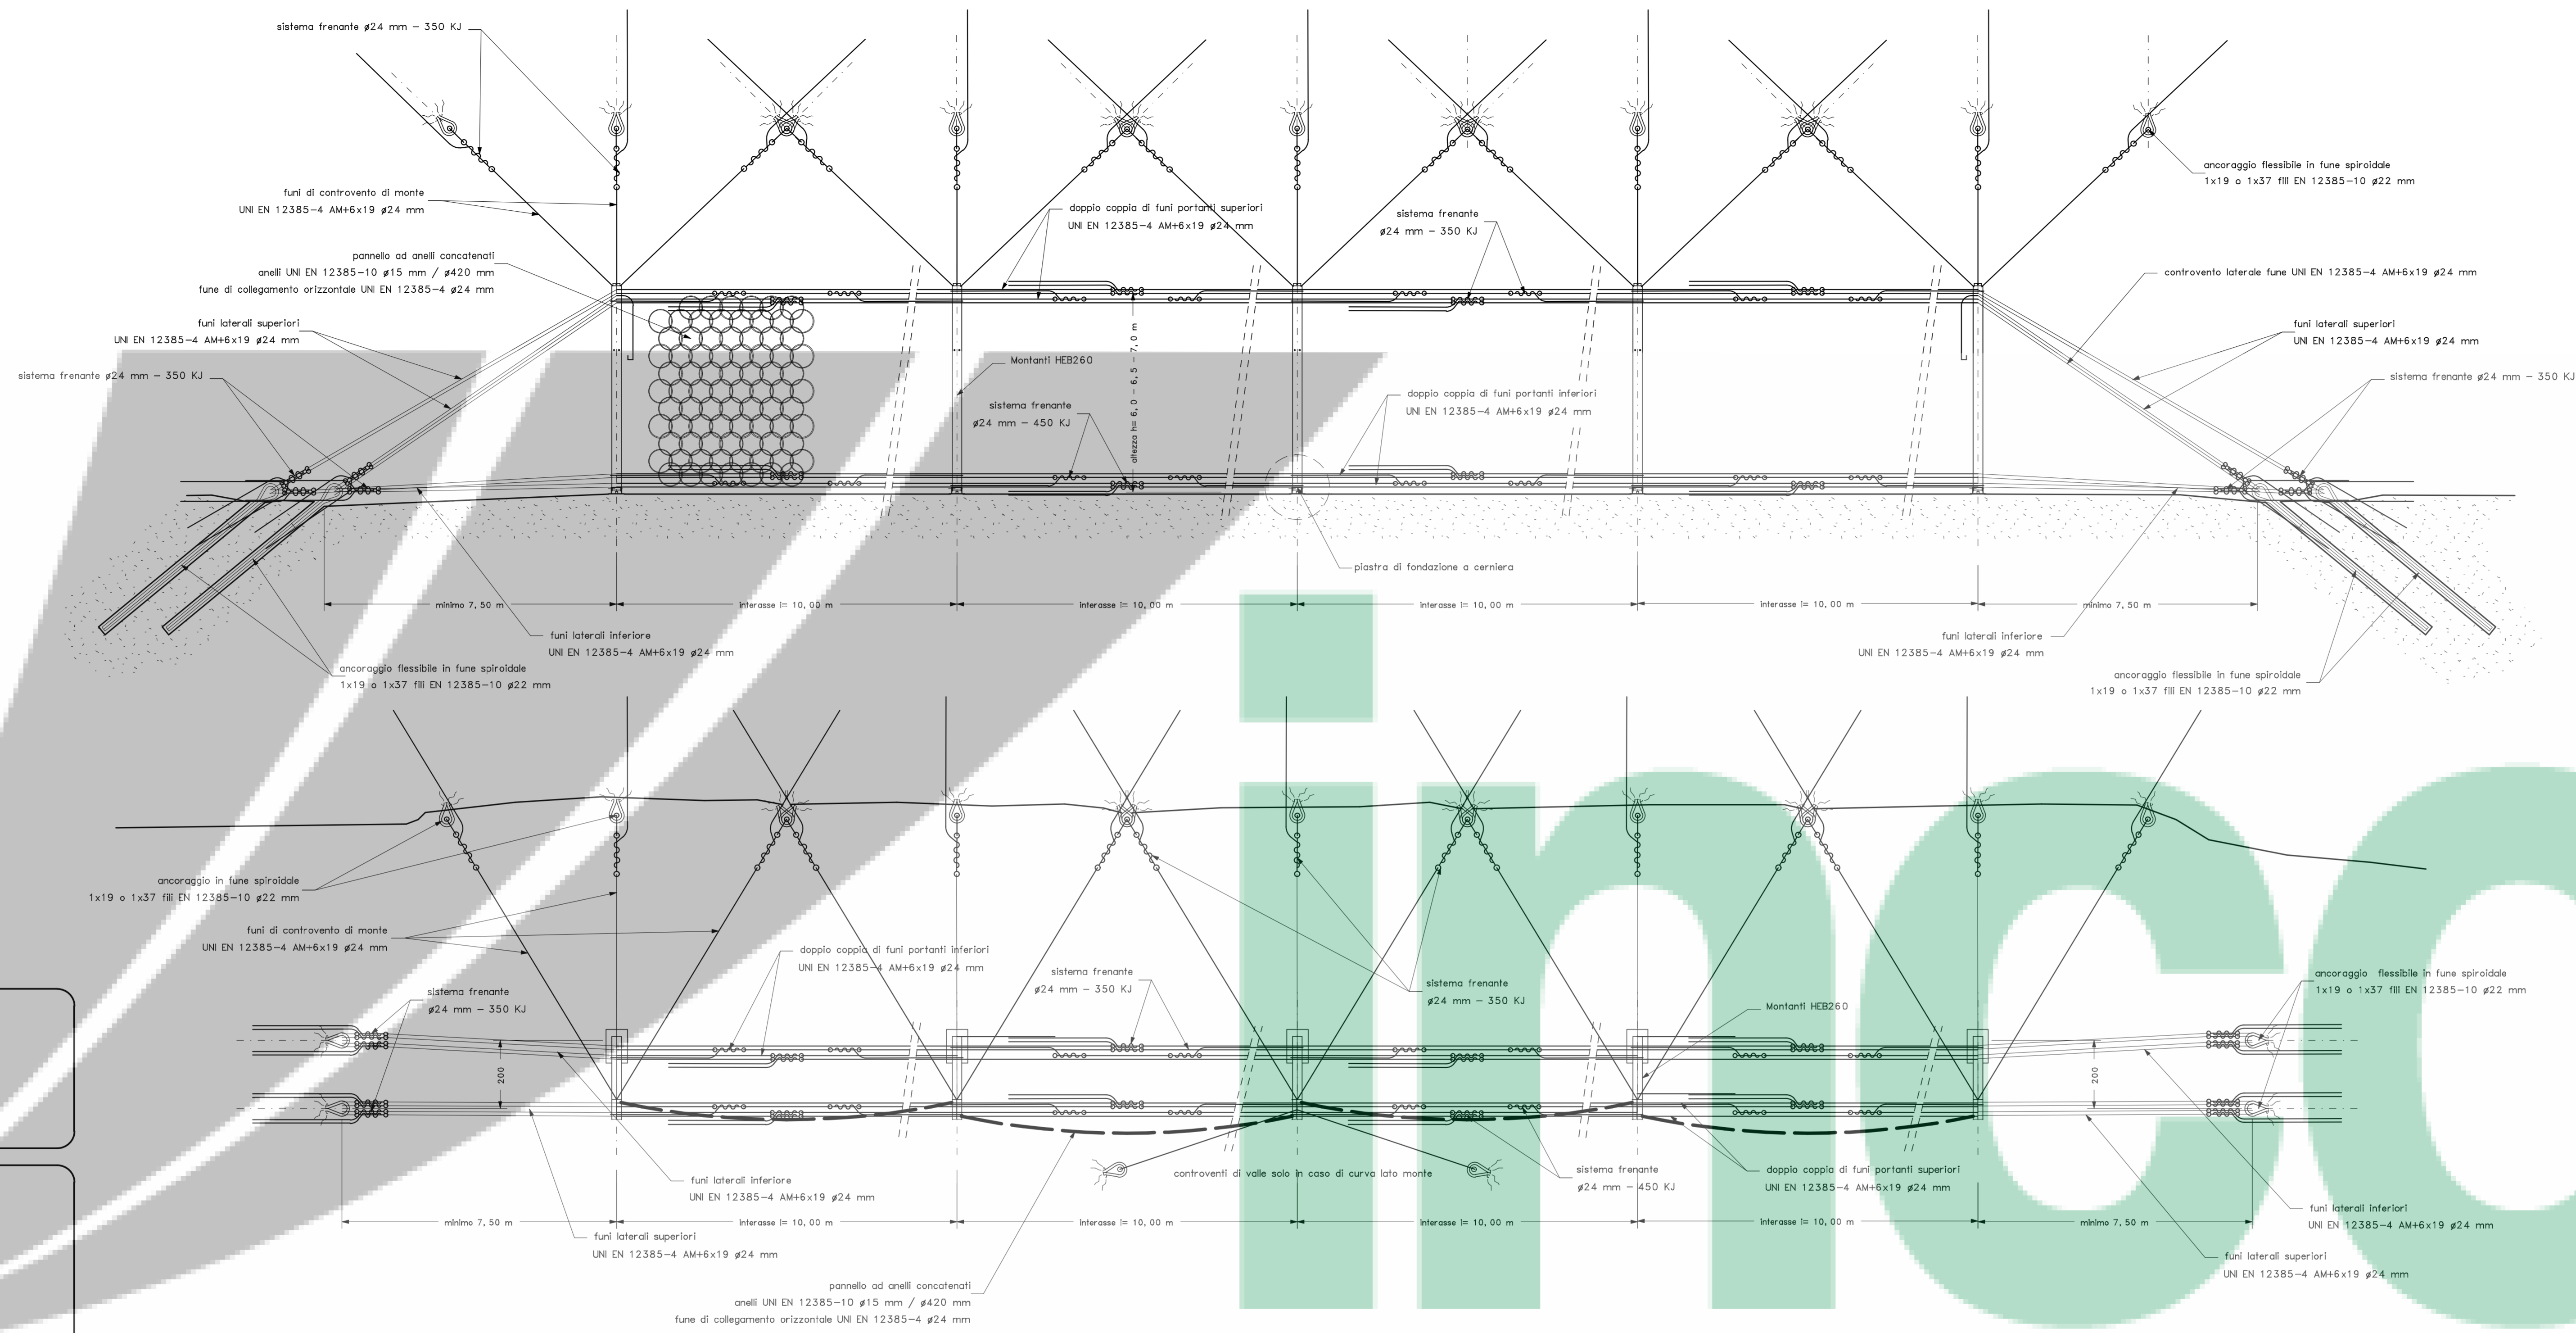 sistema frenante ø24 mm - 350 KJ
funi di controvento di monte
UNI EN 12385-4 AM+6x19 ø24 mm
pannello ad anelli concatenati
anelli UNI EN 12385-10 ø15 mm / ø420 mm
fune di collegamento orizzontale UNI EN 12385-4 ø24 mm
funi laterali superiori
UNI EN 12385-4 AM+6x19 ø24 mm
sistema frenante ø24 mm - 350 KJ
doppio coppia di funi portanti superiori
UNI EN 12385-4 AM+6x19 ø24 mm
sistema frenante
ø24 mm - 350 KJ
ancoraggio flessibile in fune spiroidale
1x19 o 1x37 fili EN 12385-10 ø22 mm
controvento laterale fune UNI EN 12385-4 AM+6x19 ø24 mm
funi laterali superiori
UNI EN 12385-4 AM+6x19 ø24 mm
sistema frenante ø24 mm - 350 KJ
Montanti HEB260
sistema frenante
ø24 mm - 450 KJ
altezza h= 6,0 - 6,5 - 7,0 m
doppio coppia di funi portanti inferiori
UNI EN 12385-4 AM+6x19 ø24 mm
piastra di fondazione a cerniera
minimo 7,50 m
interasse l= 10,00 m
interasse l= 10,00 m
interasse l= 10,00 m
interasse l= 10,00 m
minimo 7,50 m
funi laterali inferiore
UNI EN 12385-4 AM+6x19 ø24 mm
ancoraggio flessibile in fune spiroidale
1x19 o 1x37 fili EN 12385-10 ø22 mm
funi laterali inferiore
UNI EN 12385-4 AM+6x19 ø24 mm
ancoraggio flessibile in fune spiroidale
1x19 o 1x37 fili EN 12385-10 ø22 mm
ancoraggio in fune spiroidale
1x19 o 1x37 fili EN 12385-10 ø22 mm
funi di controvento di monte
UNI EN 12385-4 AM+6x19 ø24 mm
doppio coppia di funi portanti inferiori
UNI EN 12385-4 AM+6x19 ø24 mm
sistema frenante
ø24 mm - 350 KJ
sistema frenante
ø24 mm - 350 KJ
sistema frenante
ø24 mm - 350 KJ
Montanti HEB260
ancoraggio flessibile in fune spiroidale
1x19 o 1x37 fili EN 12385-10 ø22 mm
200
200
controventi di valle solo in caso di curva lato monte
sistema frenante
ø24 mm - 450 KJ
doppio coppia di funi portanti superiori
UNI EN 12385-4 AM+6x19 ø24 mm
funi laterali inferiore
UNI EN 12385-4 AM+6x19 ø24 mm
minimo 7,50 m
interasse l= 10,00 m
interasse l= 10,00 m
interasse l= 10,00 m
interasse l= 10,00 m
minimo 7,50 m
funi laterali inferiori
UNI EN 12385-4 AM+6x19 ø24 mm
funi laterali superiori
UNI EN 12385-4 AM+6x19 ø24 mm
funi laterali superiori
UNI EN 12385-4 AM+6x19 ø24 mm
pannello ad anelli concatenati
anelli UNI EN 12385-10 ø15 mm / ø420 mm
fune di collegamento orizzontale UNI EN 12385-4 ø24 mm